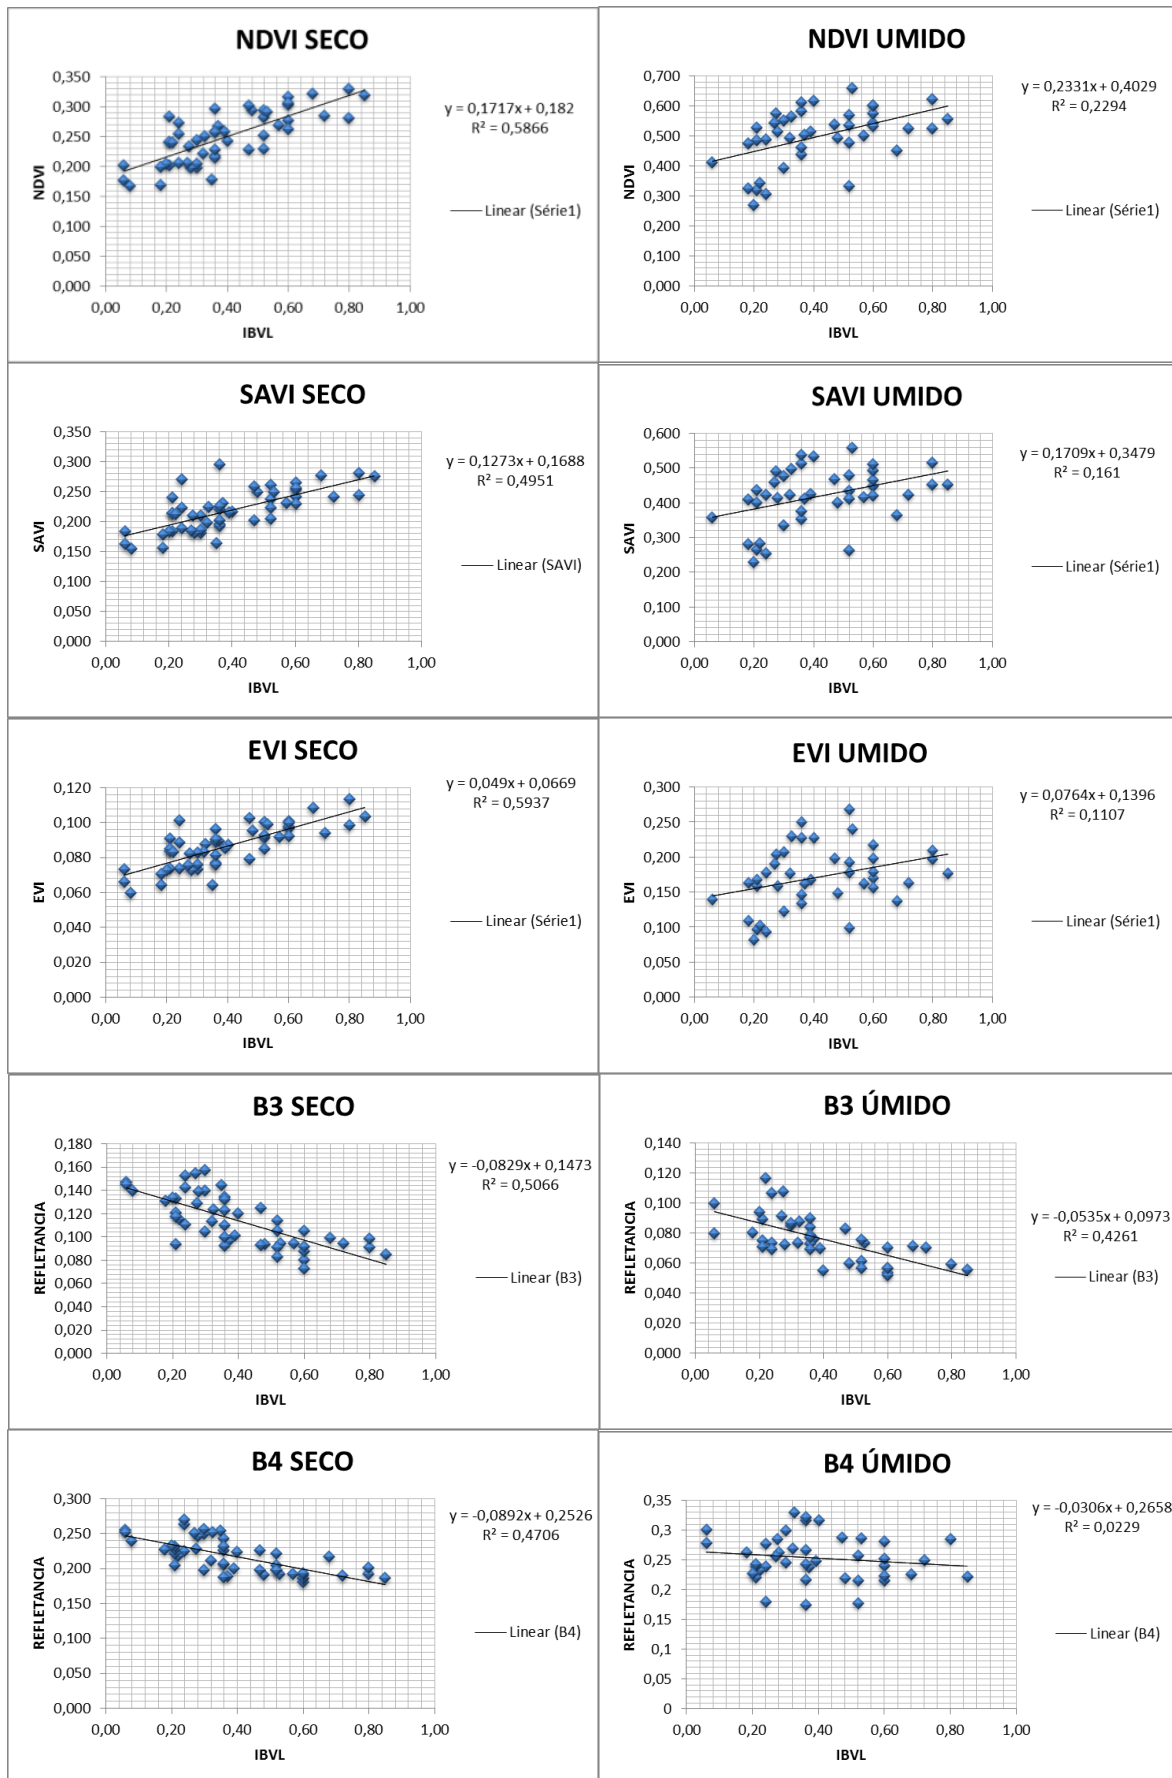 NDVI SECO
0,350
0,300
0,250
0,200
0,150
0,100
0,050
0,000
NDVI
0,00 0,20 0,40 0,60 0,80 1,00
IBVL
y = 0,1717x + 0,182
R² = 0,5866
Linear (Série1)
NDVI UMIDO
0,700
0,600
0,500
0,400
0,300
0,200
0,100
0,000
NDVI
0,00 0,20 0,40 0,60 0,80 1,00
IBVL
y = 0,2331x + 0,4029
R² = 0,2294
Linear (Série1)
SAVI SECO
0,350
0,300
0,250
0,200
0,150
0,100
0,050
0,000
SAVI
0,00 0,20 0,40 0,60 0,80 1,00
IBVL
y = 0,1273x + 0,1688
R² = 0,4951
Linear (SAVI)
SAVI UMIDO
0,600
0,500
0,400
0,300
0,200
0,100
0,000
SAVI
0,00 0,20 0,40 0,60 0,80 1,00
IBVL
y = 0,1709x + 0,3479
R² = 0,161
Linear (Série1)
EVI SECO
0,120
0,100
0,080
0,060
0,040
0,020
0,000
EVI
0,00 0,20 0,40 0,60 0,80 1,00
IBVL
y = 0,049x + 0,0669
R² = 0,5937
Linear (Série1)
EVI UMIDO
0,300
0,250
0,200
0,150
0,100
0,050
0,000
EVI
0,00 0,20 0,40 0,60 0,80 1,00
IBVL
y = 0,0764x + 0,1396
R² = 0,1107
Linear (Série1)
B3 SECO
0,180
0,160
0,140
0,120
0,100
0,080
0,060
0,040
0,020
0,000
REFLETANCIA
0,00 0,20 0,40 0,60 0,80 1,00
IBVL
y = -0,0829x + 0,1473
R² = 0,5066
Linear (B3)
B3 ÚMIDO
0,140
0,120
0,100
0,080
0,060
0,040
0,020
0,000
REFLETANCIA
0,00 0,20 0,40 0,60 0,80 1,00
IBVL
y = -0,0535x + 0,0973
R² = 0,4261
Linear (B3)
B4 SECO
0,300
0,250
0,200
0,150
0,100
0,050
0,000
REFLETANCIA
0,00 0,20 0,40 0,60 0,80 1,00
IBVL
y = -0,0892x + 0,2526
R² = 0,4706
Linear (B4)
B4 ÚMIDO
0,35
0,3
0,25
0,2
0,15
0,1
0,05
0
REFLETANCIA
0,00 0,20 0,40 0,60 0,80 1,00
IBVL
y = -0,0306x + 0,2658
R² = 0,0229
Linear (B4)